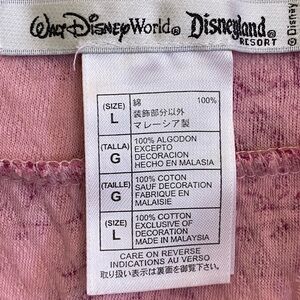 Walt Disney World® Disneyland®
RESORT
© Disney
(SIZE) 綿 100%
L 装飾部分以外
マレーシア製
(TALLA) 100% ALGODON
G EXCEPTO
DECORACION
HECHO EN MALASIA
(TAILLE) 100% COTON
G SAUF DECORATION
FABRIQUE EN
MALAISIE
(SIZE) 100% COTTON
L EXCLUSIVE OF
DECORATION
MADE IN MALAYSIA
CARE ON REVERSE
INDICATIONS AU VERSO
取り扱い表示は裏面を御覧下さい